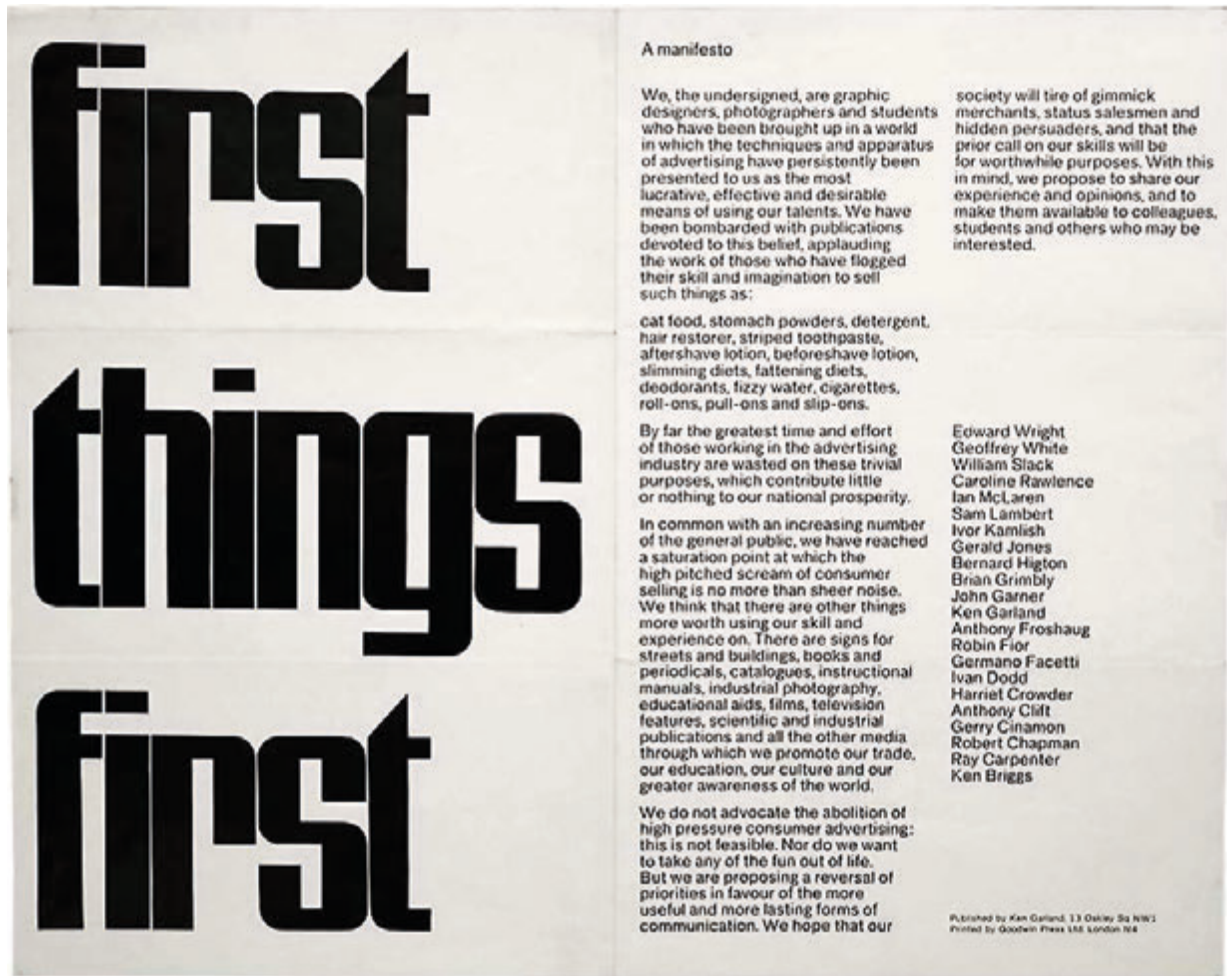 first
things
first
A manifesto
We, the undersigned, are graphic
designers, photographers and students
who have been brought up in a world
in which the techniques and apparatus
of advertising have persistently been
presented to us as the most
lucrative, effective and desirable
means of using our talents. We have
been bombarded with publications
devoted to this belief, applauding
the work of those who have flogged
their skill and imagination to sell
such things as:
cat food, stomach powders, detergent,
hair restorer, striped toothpaste,
aftershave lotion, beforeshave lotion,
slimming diets, fattening diets,
deodorants, fizzy water, cigarettes,
roll-ons, pull-ons and slip-ons.
By far the greatest time and effort
of those working in the advertising
industry are wasted on these trivial
purposes, which contribute little
or nothing to our national prosperity.
In common with an increasing number
of the general public, we have reached
a saturation point at which the
high pitched scream of consumer
selling is no more than sheer noise.
We think that there are other things
more worth using our skill and
experience on. There are signs for
streets and buildings, books and
periodicals, catalogues, instructional
manuals, industrial photography,
educational aids, films, television
features, scientific and industrial
publications and all the other media
through which we promote our trade,
our education, our culture and our
greater awareness of the world.
We do not advocate the abolition of
high pressure consumer advertising:
this is not feasible. Nor do we want
to take any of the fun out of life.
But we are proposing a reversal of
priorities in favour of the more
useful and more lasting forms of
communication. We hope that our
society will tire of gimmick
merchants, status salesmen and
hidden persuaders, and that the
prior call on our skills will be
for worthwhile purposes. With this
in mind, we propose to share our
experience and opinions, and to
make them available to colleagues,
students and others who may be
interested.
Edward Wright
Geoffrey White
William Slack
Caroline Rawlence
Ian McLaren
Sam Lambert
Ivor Kamlish
Gerald Jones
Bernard Higton
Brian Grimbly
John Garner
Ken Garland
Anthony Froshaug
Robin Fior
Germano Facetti
Ivan Dodd
Harriet Crowder
Anthony Clift
Gerry Cinamon
Robert Chapman
Ray Carpenter
Ken Briggs
Published by Ken Garland, 13 Oakley Sq NW1
Printed by Goodwin Press Ltd London N4